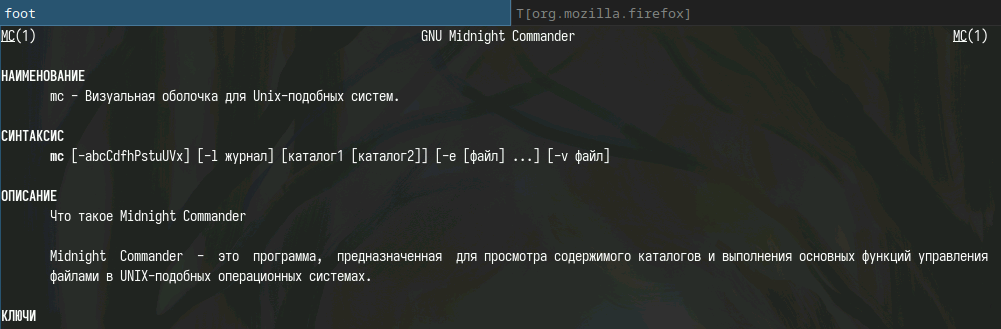 foot
T[org.mozilla.firefox]
MC(1) GNU Midnight Commander MC(1)
НАИМЕНОВАНИЕ
mc - Визуальная оболочка для Unix-подобных систем.
СИНТАКСИС
mc [-abcCdfhPstuUVx] [-l журнал] [каталог1 [каталог2]] [-e [файл] ...] [-v файл]
ОПИСАНИЕ
Что такое Midnight Commander
Midnight Commander - это программа, предназначенная для просмотра содержимого каталогов и выполнения основных функций управления
файлами в UNIX-подобных операционных системах.
КЛЮЧИ